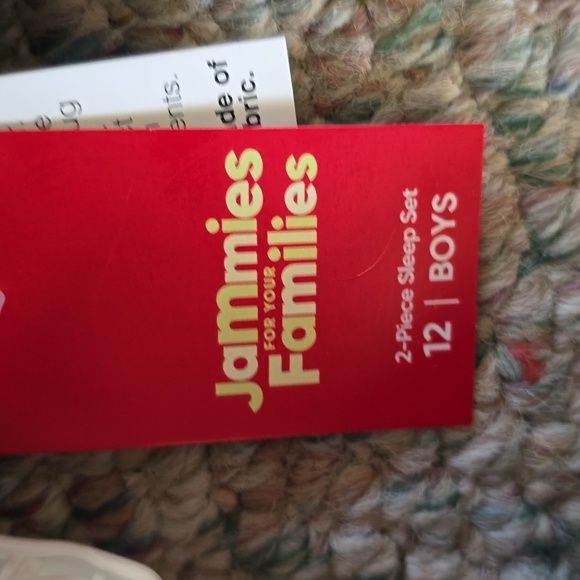 Jammies
FOR YOUR
Families
2-Piece Sleep Set
12 | BOYS